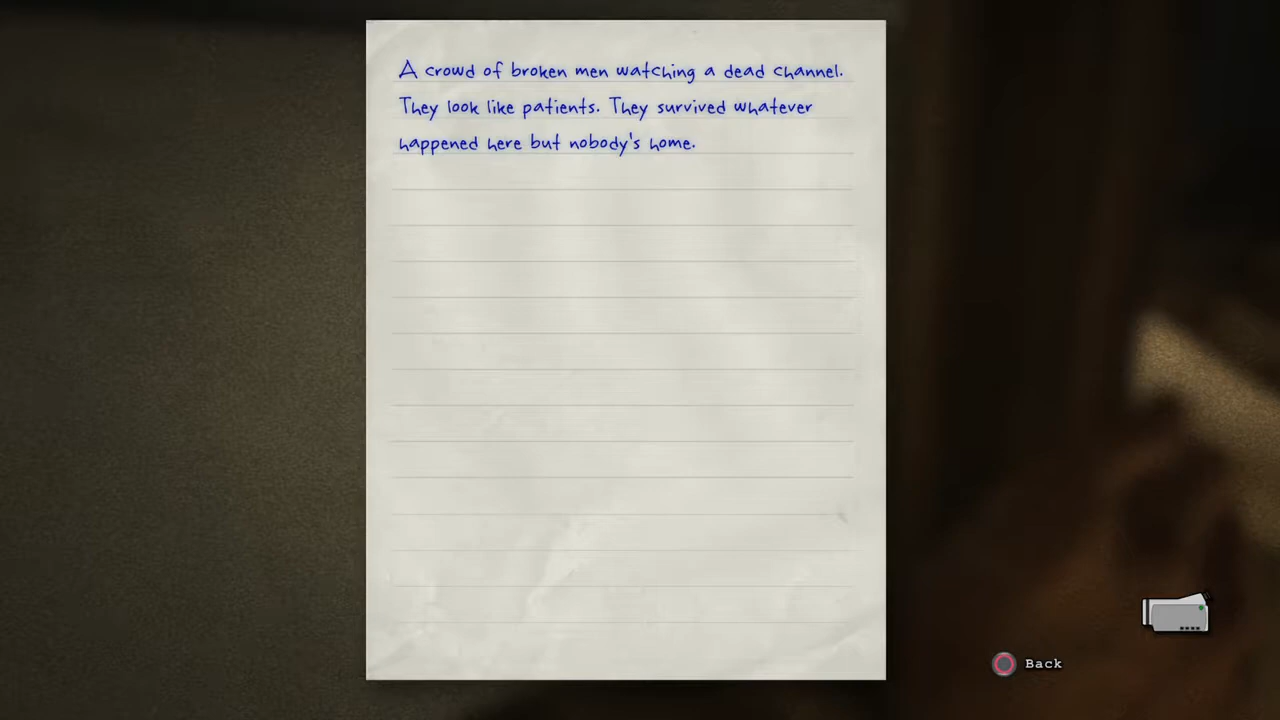 A crowd of broken men watching a dead channel.
They look like patients. They survived whatever
happened here but nobody's home.
Back